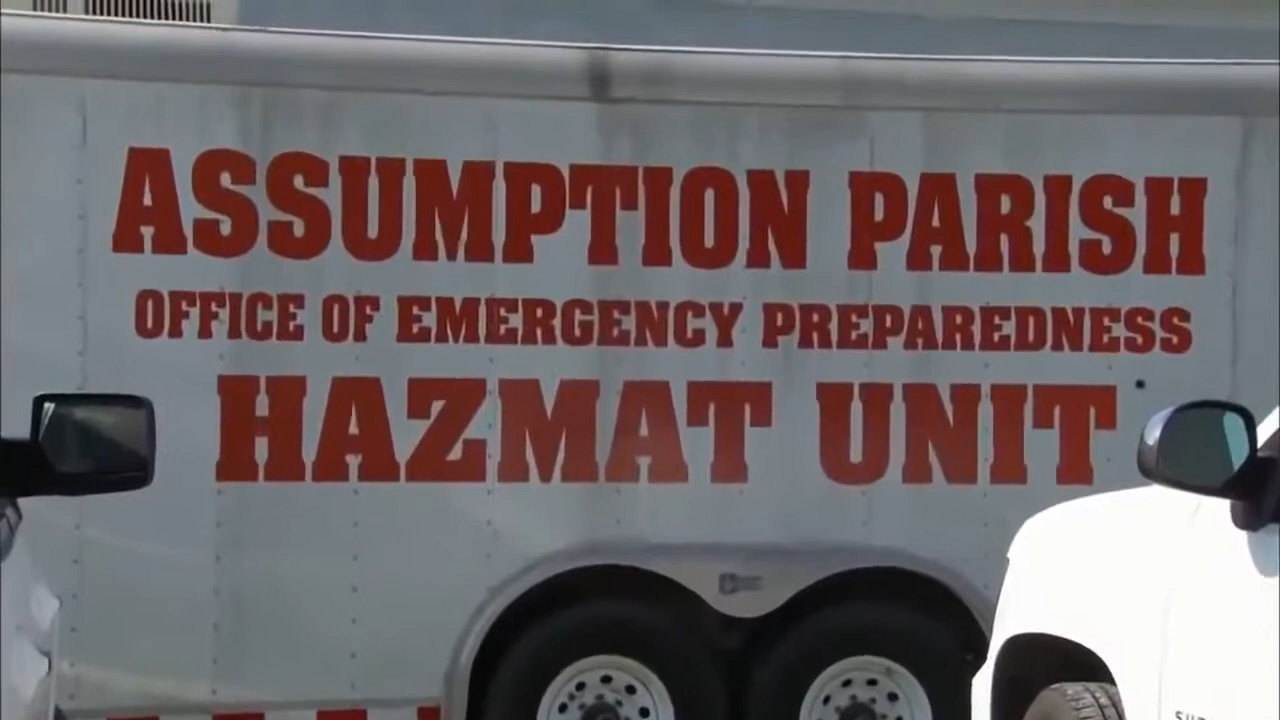 ASSUMPTION PARISH
OFFICE OF EMERGENCY PREPAREDNESS
HAZMAT UNIT